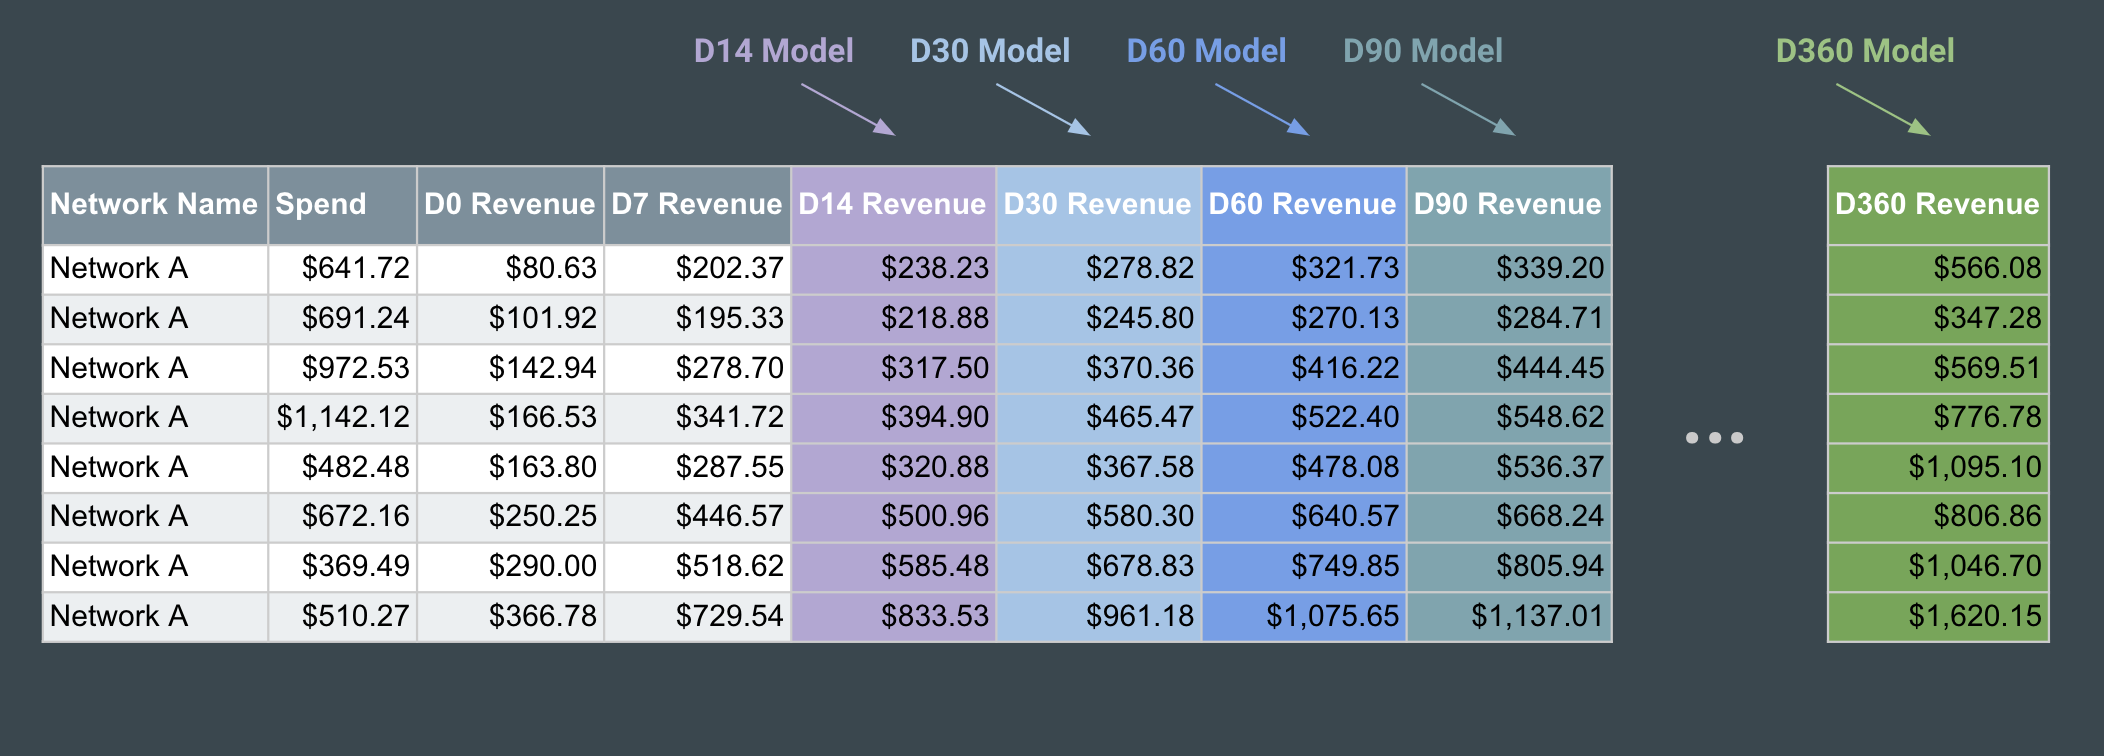 D14 Model D30 Model D60 Model D90 Model D360 Model
Network Name Spend D0 Revenue D7 Revenue D14 Revenue D30 Revenue D60 Revenue D90 Revenue D360 Revenue
Network A $641.72 $80.63 $202.37 $238.23 $278.82 $321.73 $339.20 $566.08
Network A $691.24 $101.92 $195.33 $218.88 $245.80 $270.13 $284.71 $347.28
Network A $972.53 $142.94 $278.70 $317.50 $370.36 $416.22 $444.45 $569.51
Network A $1,142.12 $166.53 $341.72 $394.90 $465.47 $522.40 $548.62 $776.78
...
Network A $482.48 $163.80 $287.55 $320.88 $367.58 $478.08 $536.37 $1,095.10
Network A $672.16 $250.25 $446.57 $500.96 $580.30 $640.57 $668.24 $806.86
Network A $369.49 $290.00 $518.62 $585.48 $678.83 $749.85 $805.94 $1,046.70
Network A $510.27 $366.78 $729.54 $833.53 $961.18 $1,075.65 $1,137.01 $1,620.15